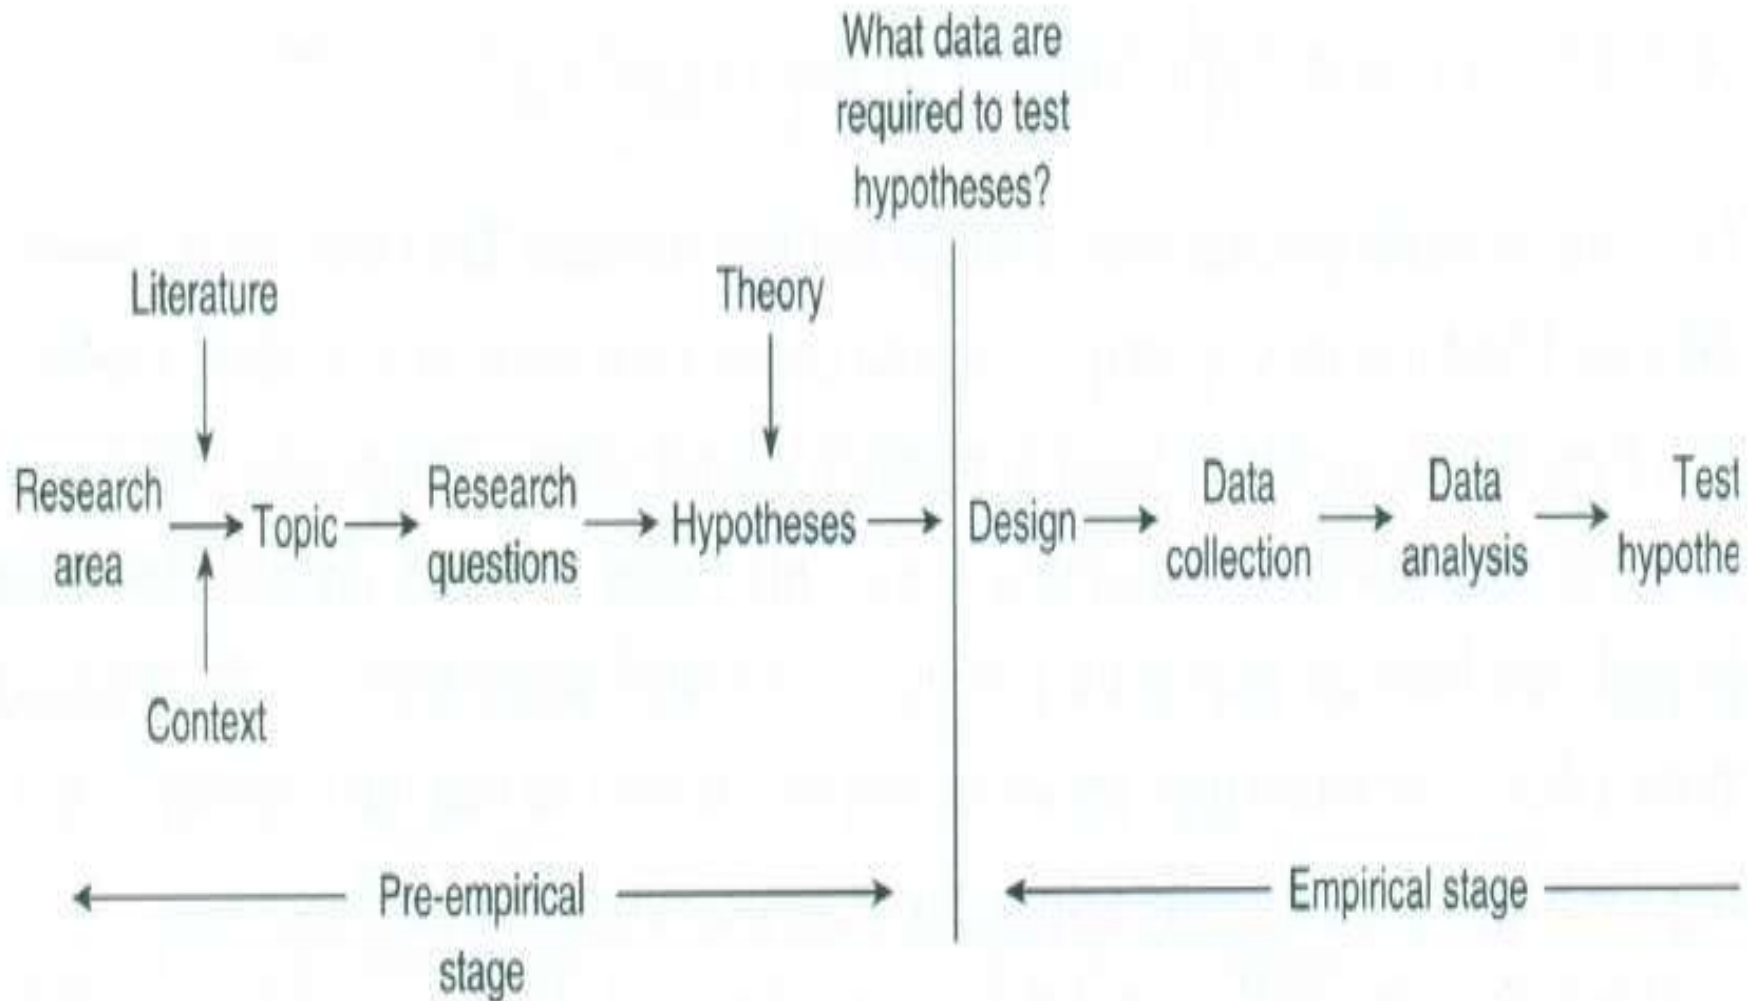 What data are
required to test
hypotheses?
Literature
Theory
Research
area
Topic
Research
questions
Hypotheses
Design
Data
collection
Data
analysis
Test
hypothe
Context
Pre-empirical
stage
Empirical stage